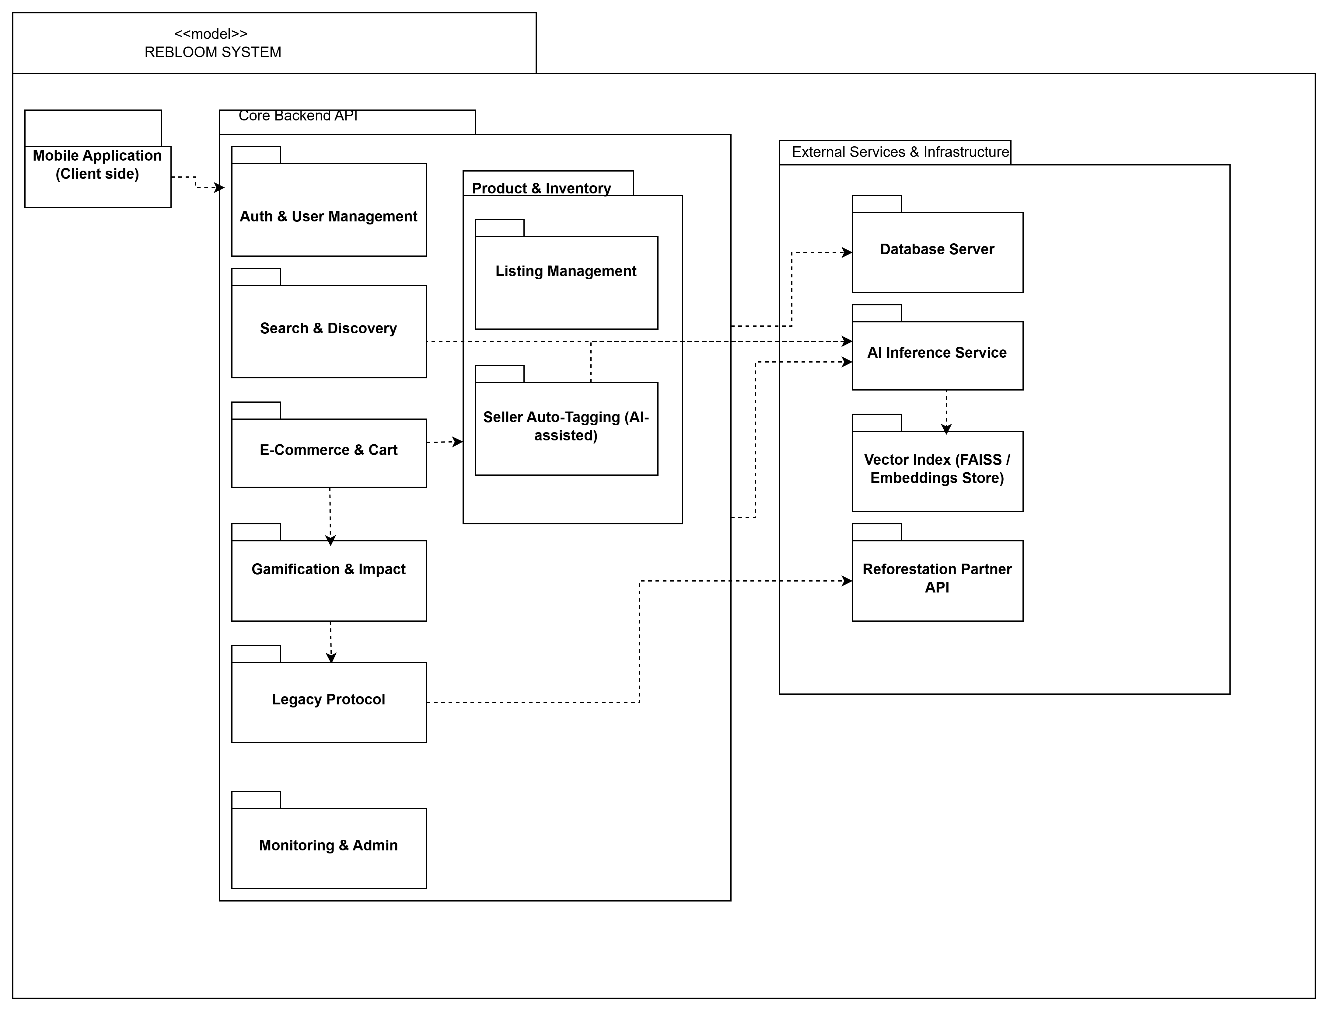 <<model>>
REBLOOM SYSTEM
Mobile Application
(Client side)
Core Backend API
Auth & User Management
Search & Discovery
E-Commerce & Cart
Gamification & Impact
Legacy Protocol
Monitoring & Admin
Product & Inventory
Listing Management
Seller Auto-Tagging (AI-
assisted)
External Services & Infrastructure
Database Server
AI Inference Service
Vector Index (FAISS /
Embeddings Store)
Reforestation Partner
API